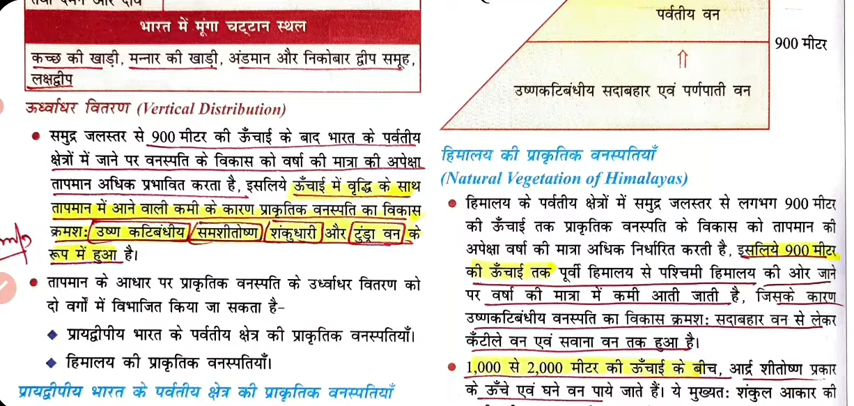 तथा दमन और दीव
भारत में मूंगा चट्टान स्थल
कच्छ की खाड़ी, मन्नार की खाड़ी, अंडमान और निकोबार द्वीप समूह,
लक्षद्वीप
ऊर्ध्वाधर वितरण (Vertical Distribution)
समुद्र जलस्तर से 900 मीटर की ऊँचाई के बाद भारत के पर्वतीय
क्षेत्रों में जाने पर वनस्पति के विकास को वर्षा की मात्रा की अपेक्षा
तापमान अधिक प्रभावित करता है, इसलिये ऊँचाई में वृद्धि के साथ
तापमान में आने वाली कमी के कारण प्राकृतिक वनस्पति का विकास
क्रमश: उष्ण कटिबंधीय समशीतोष्ण शंकुधारी और टुंड्रा वन के
रूप में हुआ है।
तापमान के आधार पर प्राकृतिक वनस्पति के उर्ध्वाधर वितरण को
दो वर्गों में विभाजित किया जा सकता है–
प्रायद्वीपीय भारत के पर्वतीय क्षेत्र की प्राकृतिक वनस्पतियाँ।
हिमालय की प्राकृतिक वनस्पतियाँ।
प्रायद्वीपीय भारत के पर्वतीय क्षेत्र की प्राकृतिक वनस्पतियाँ
पर्वतीय वन
900 मीटर
उष्णकटिबंधीय सदाबहार एवं पर्णपाती वन
हिमालय की प्राकृतिक वनस्पतियाँ
(Natural Vegetation of Himalayas)
हिमालय के पर्वतीय क्षेत्रों में समुद्र जलस्तर से लगभग 900 मीटर
की ऊँचाई तक प्राकृतिक वनस्पति के विकास को तापमान की
अपेक्षा वर्षा की मात्रा अधिक निर्धारित करती है, इसलिये 900 मीटर
की ऊँचाई तक पूर्वी हिमालय से पश्चिमी हिमालय की ओर जाने
पर वर्षा की मात्रा में कमी आती जाती है, जिसके कारण
उष्णकटिबंधीय वनस्पति का विकास क्रमश: सदाबहार वन से लेकर
कँटीले वन एवं सवाना वन तक हुआ है।
1,000 से 2,000 मीटर की ऊँचाई के बीच, आर्द्र शीतोष्ण प्रकार
के ऊँचे एवं घने वन पाये जाते हैं। ये मुख्यत: शंकुल आकार की